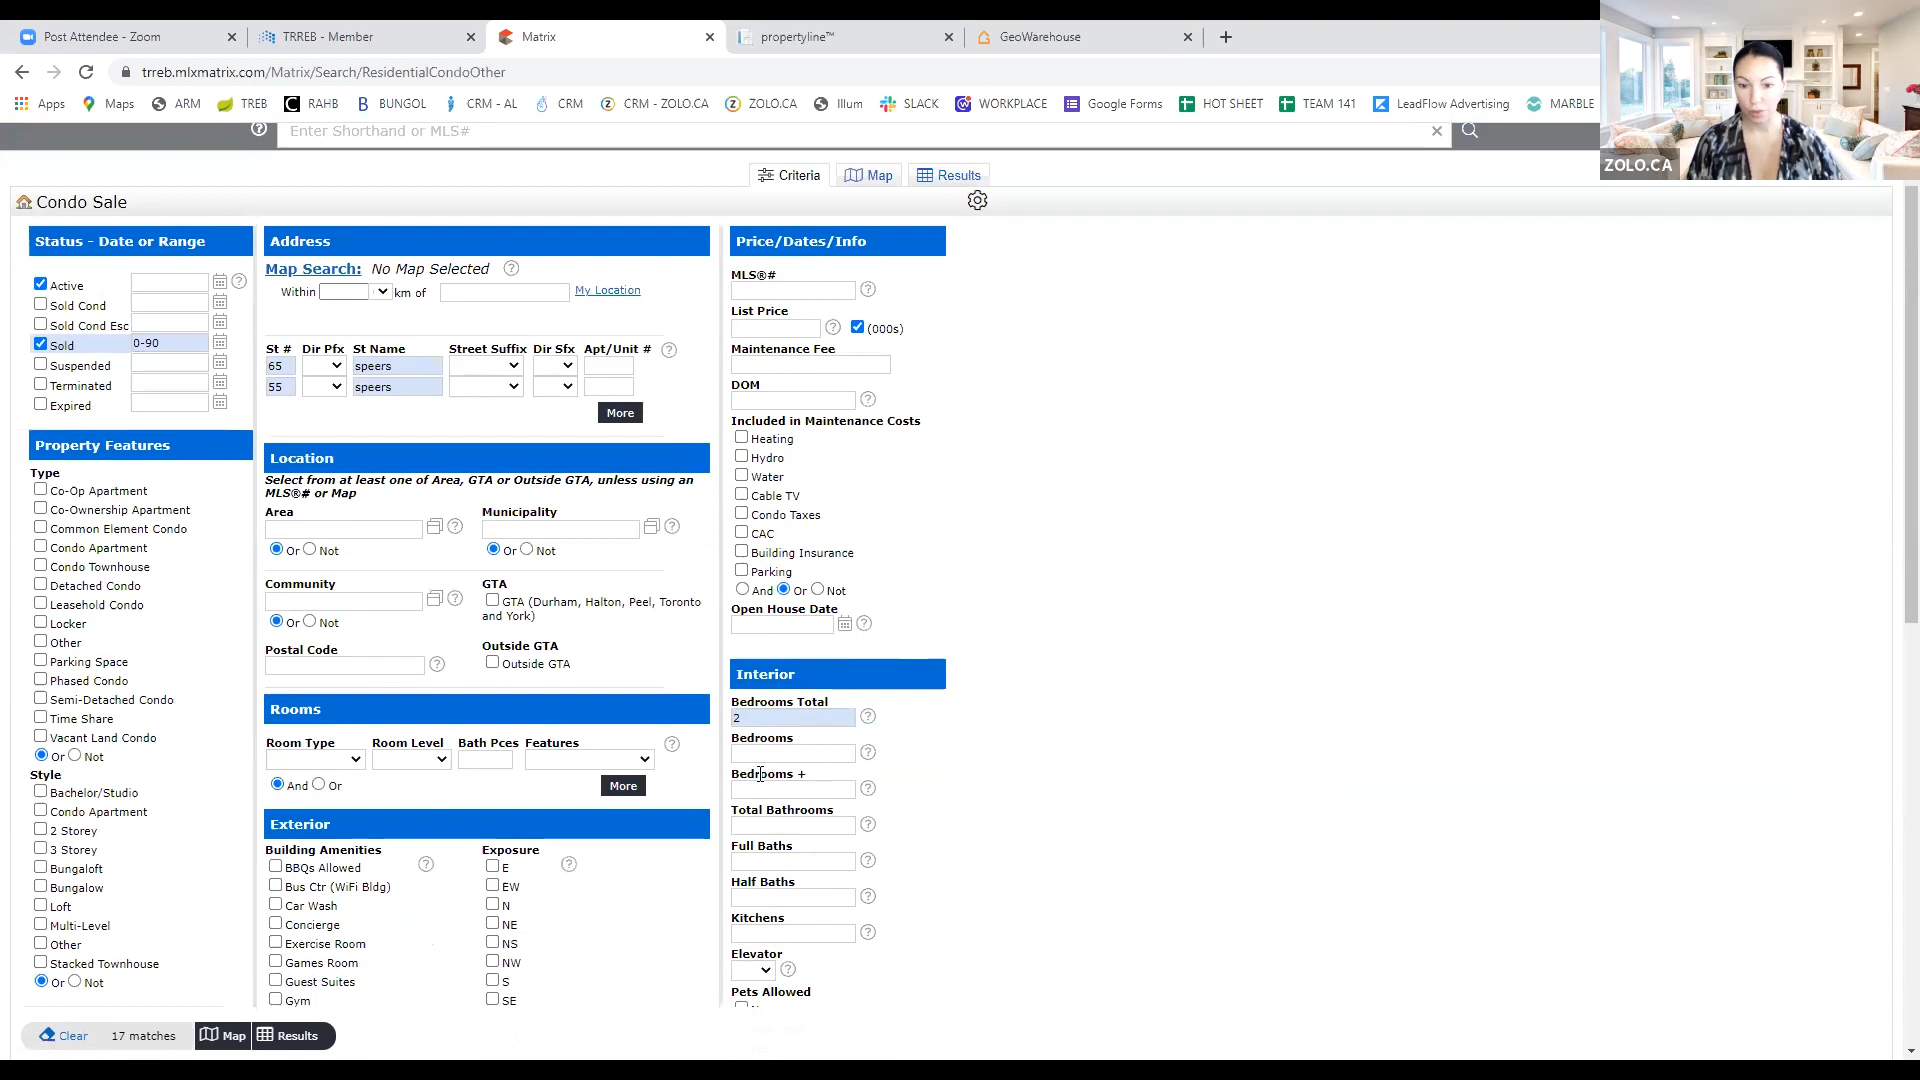 Post Attendee - Zoom
TRREB - Member
Matrix
propertyline™
GeoWarehouse
trreb.mlxmatrix.com/Matrix/Search/ResidentialCondoOther
Apps Maps ARM TREB RAHB BUNGOL CRM - AL CRM CRM - ZOLO.CA ZOLO.CA Illum SLACK WORKPLACE Google Forms HOT SHEET TEAM 141 LeadFlow Advertising MARBLE
ZOLO.CA
Enter Shorthand or MLS#
Criteria Map Results
Condo Sale
Status - Date or Range
Active
Sold Cond
Sold Cond Esc
Sold 0-90
Suspended
Terminated
Expired
Property Features
Type
Co-Op Apartment
Co-Ownership Apartment
Common Element Condo
Condo Apartment
Condo Townhouse
Detached Condo
Leasehold Condo
Locker
Other
Parking Space
Phased Condo
Semi-Detached Condo
Time Share
Vacant Land Condo
Or Not
Style
Bachelor/Studio
Condo Apartment
2 Storey
3 Storey
Bungaloft
Bungalow
Loft
Multi-Level
Other
Stacked Townhouse
Or Not
Address
Map Search: No Map Selected
Within km of My Location
St # Dir Pfx St Name Street Suffix Dir Sfx Apt/Unit #
65 speers
55 speers
More
Location
Select from at least one of Area, GTA or Outside GTA, unless using an
MLS®# or Map
Area Municipality
Or Not Or Not
Community GTA
GTA (Durham, Halton, Peel, Toronto
and York)
Or Not
Postal Code Outside GTA
Outside GTA
Rooms
Room Type Room Level Bath Pces Features
And Or More
Exterior
Building Amenities Exposure
BBQs Allowed E
Bus Ctr (WiFi Bldg) EW
Car Wash N
Concierge NE
Exercise Room NS
Games Room NW
Guest Suites S
Gym SE
Price/Dates/Info
MLS®#
List Price
(000s)
Maintenance Fee
DOM
Included in Maintenance Costs
Heating
Hydro
Water
Cable TV
Condo Taxes
CAC
Building Insurance
Parking
And Or Not
Open House Date
Interior
Bedrooms Total
2
Bedrooms
Bedrooms +
Total Bathrooms
Full Baths
Half Baths
Kitchens
Elevator
Pets Allowed
Clear 17 matches Map Results